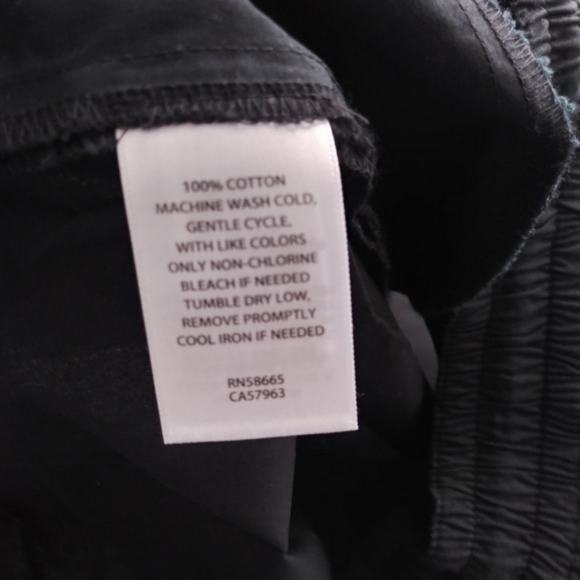 100% COTTON
MACHINE WASH COLD,
GENTLE CYCLE,
WITH LIKE COLORS
ONLY NON-CHLORINE
BLEACH IF NEEDED
TUMBLE DRY LOW,
REMOVE PROMPTLY
COOL IRON IF NEEDED
RN58665
CA57963